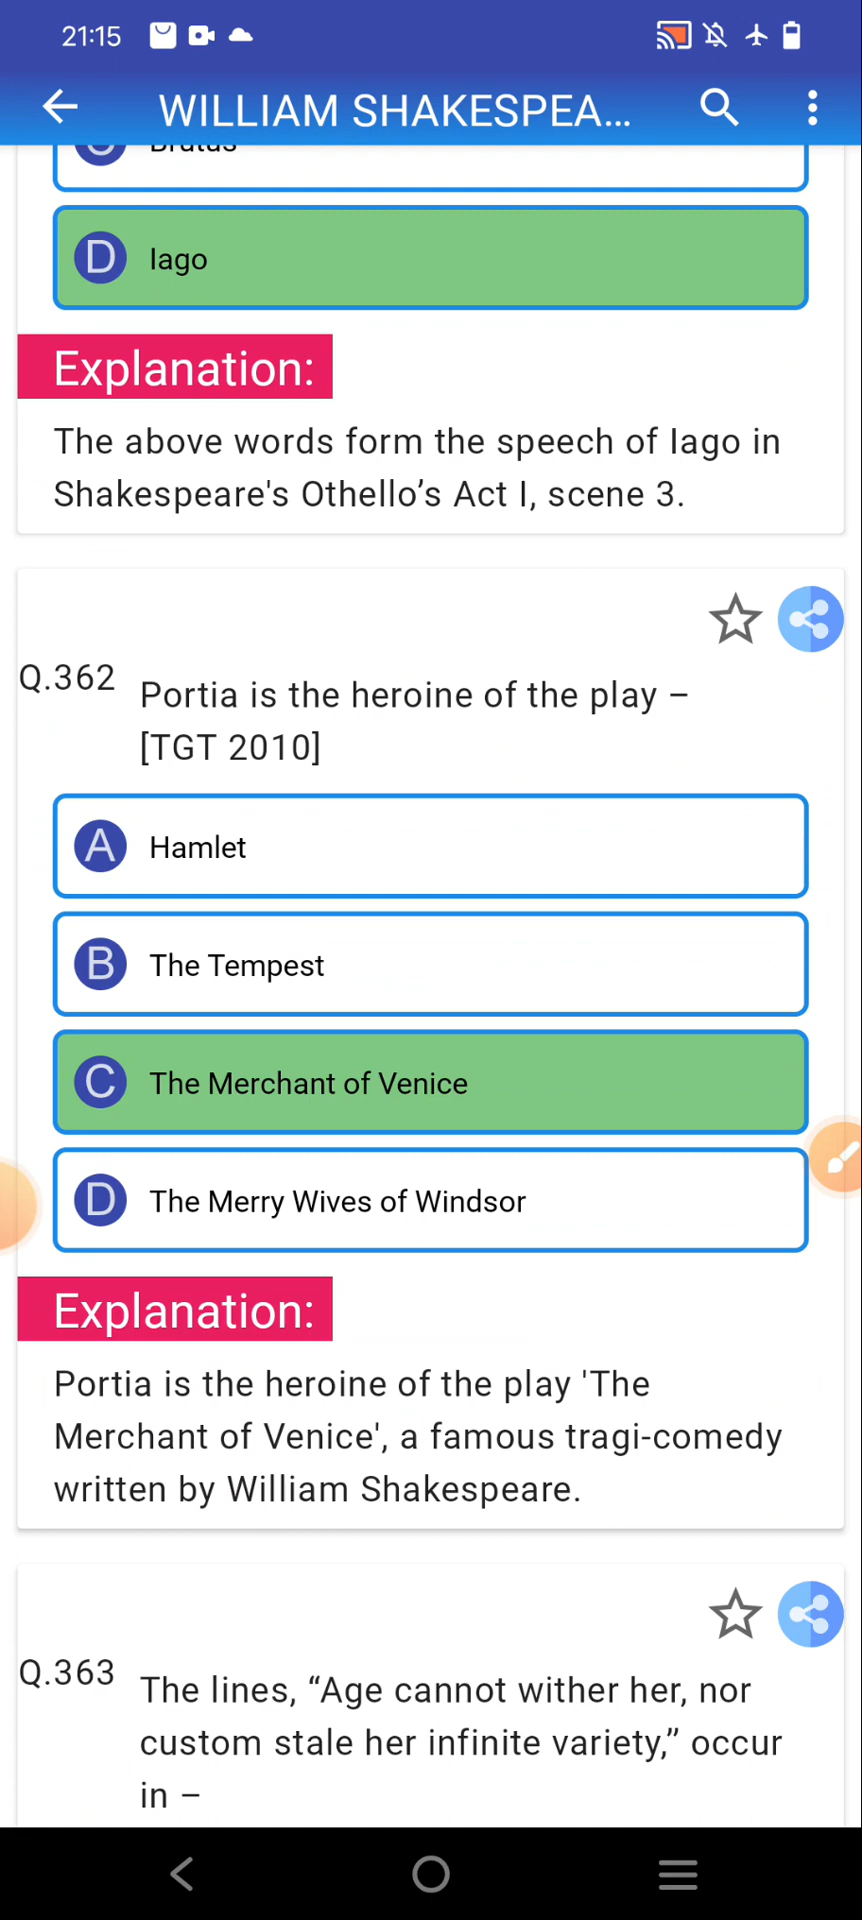 21:15
WILLIAM SHAKESPEA...
Brutus
D Iago
Explanation:
The above words form the speech of Iago in
Shakespeare's Othello’s Act I, scene 3.
Q.362 Portia is the heroine of the play –
[TGT 2010]
A Hamlet
B The Tempest
C The Merchant of Venice
D The Merry Wives of Windsor
Explanation:
Portia is the heroine of the play 'The
Merchant of Venice', a famous tragi-comedy
written by William Shakespeare.
Q.363 The lines, “Age cannot wither her, nor
custom stale her infinite variety,” occur
in –